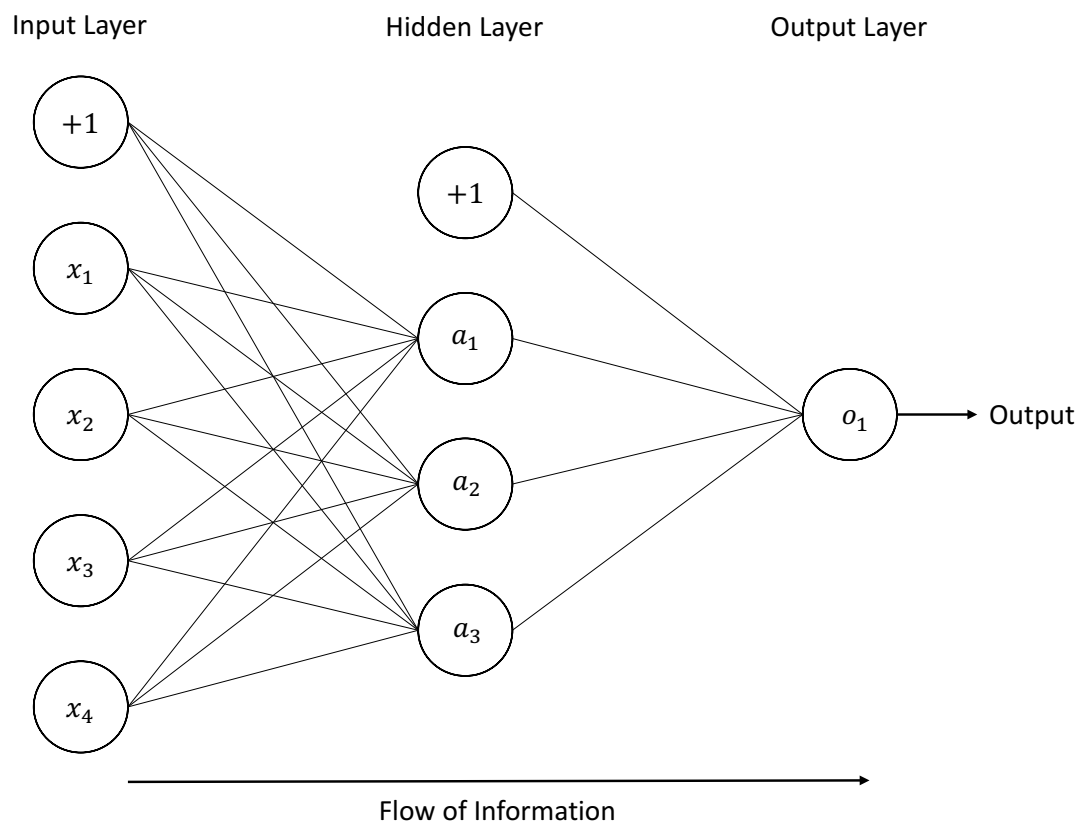 Input Layer
Hidden Layer
Output Layer
+1
x₁
x₂
x₃
x₄
+1
a₁
a₂
a₃
o₁
Output
Flow of Information